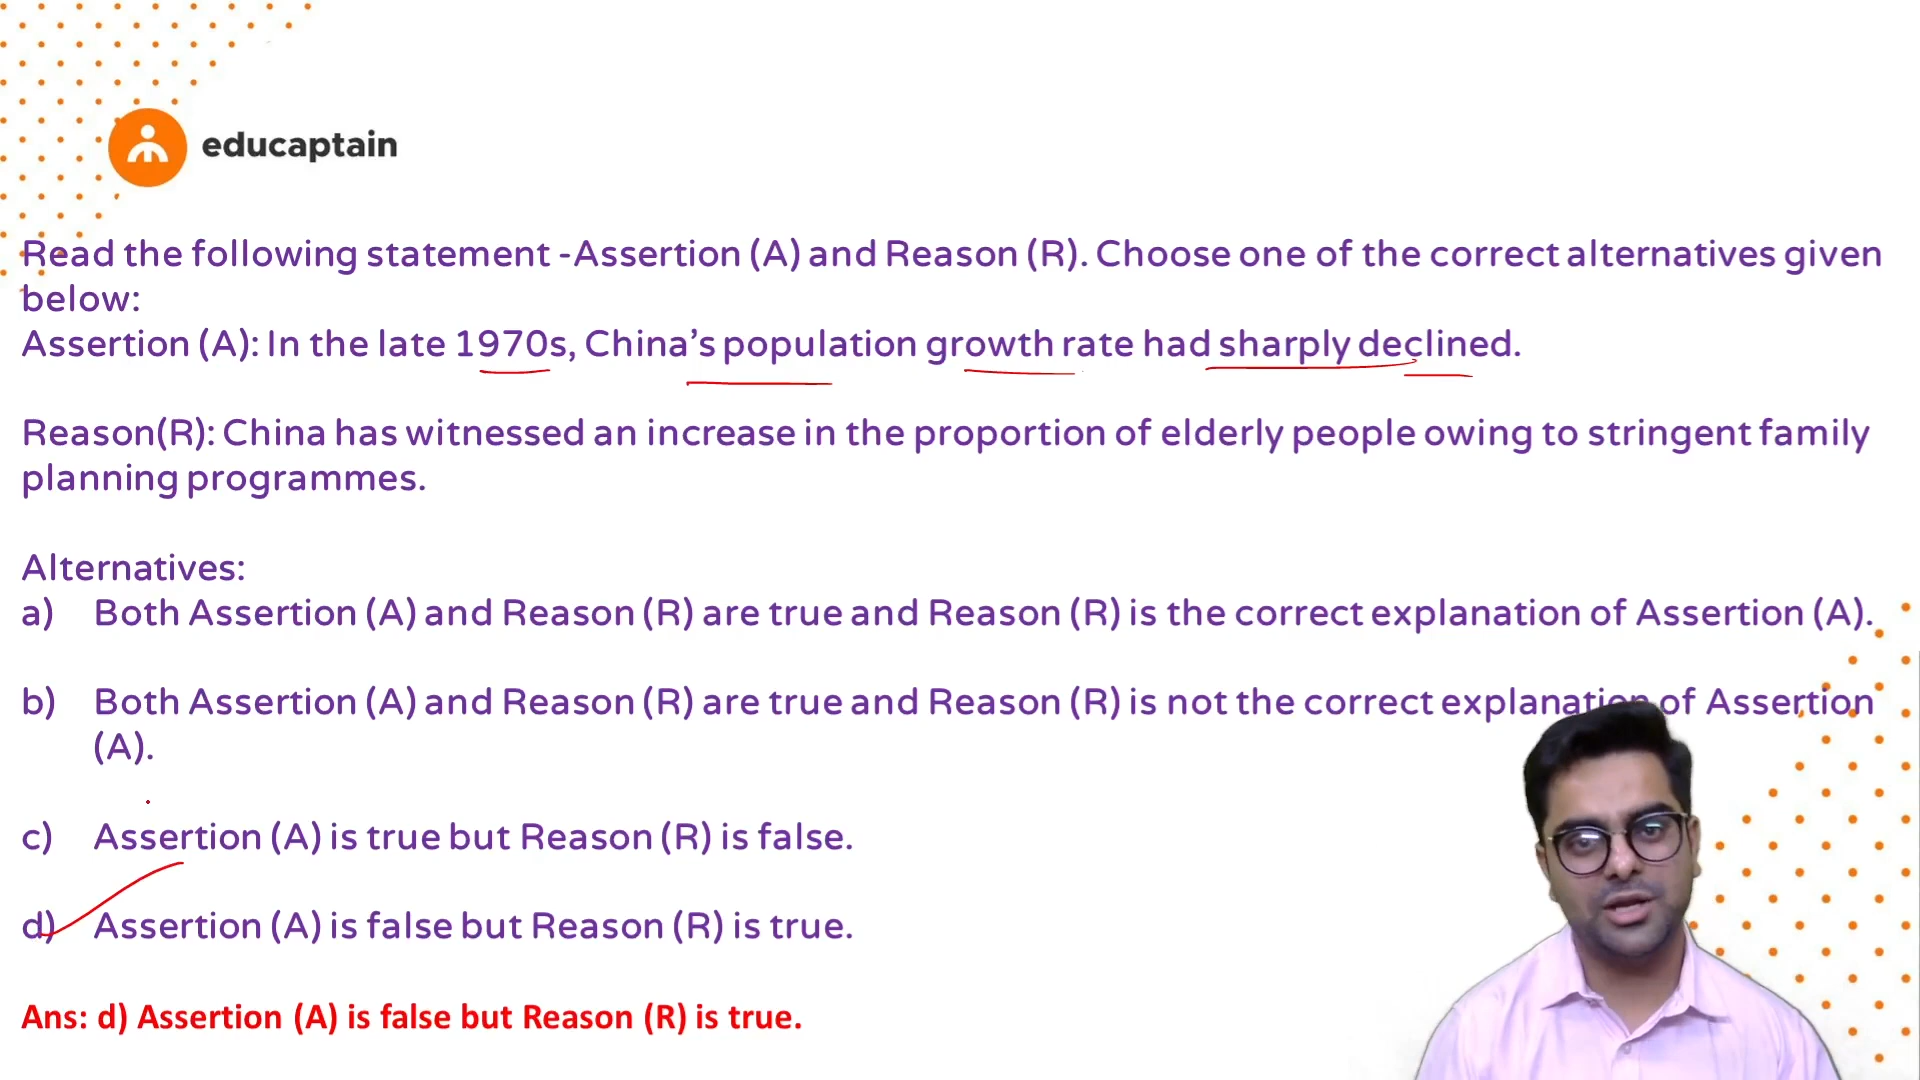 educaptain
Read the following statement -Assertion (A) and Reason (R). Choose one of the correct alternatives given
below:
Assertion (A): In the late 1970s, China’s population growth rate had sharply declined.
Reason(R): China has witnessed an increase in the proportion of elderly people owing to stringent family
planning programmes.
Alternatives:
a) Both Assertion (A) and Reason (R) are true and Reason (R) is the correct explanation of Assertion (A).
b) Both Assertion (A) and Reason (R) are true and Reason (R) is not the correct explanation of Assertion
(A).
c) Assertion (A) is true but Reason (R) is false.
d) Assertion (A) is false but Reason (R) is true.
Ans: d) Assertion (A) is false but Reason (R) is true.